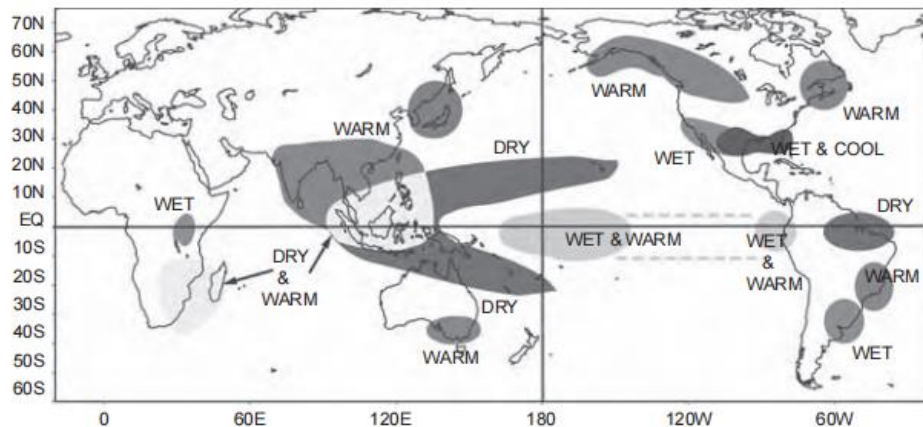 70N
60N
50N
40N
30N
20N
10N
EQ
10S
20S
30S
40S
50S
60S
WARM
WARM
WARM
DRY
WET
WET & COOL
WET
DRY
& 
WARM
WET & WARM
WET
&
WARM
DRY
DRY
WARM
WARM
WET
0
60E
120E
180
120W
60W